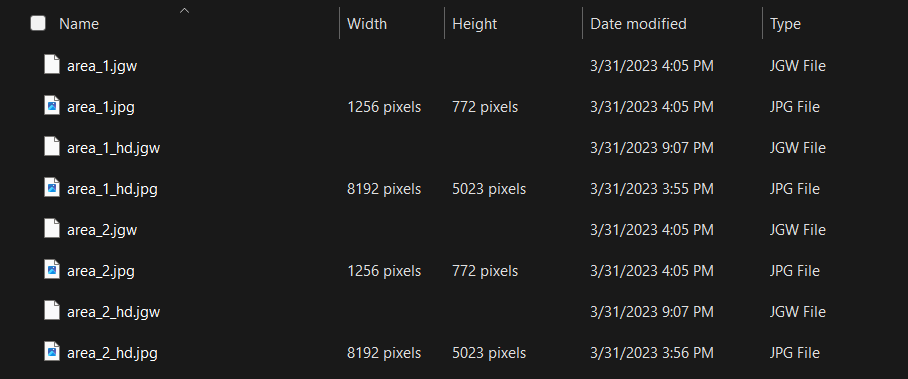 Name Width Height Date modified Type
area_1.jgw 3/31/2023 4:05 PM JGW File
area_1.jpg 1256 pixels 772 pixels 3/31/2023 4:05 PM JPG File
area_1_hd.jgw 3/31/2023 9:07 PM JGW File
area_1_hd.jpg 8192 pixels 5023 pixels 3/31/2023 3:55 PM JPG File
area_2.jgw 3/31/2023 4:05 PM JGW File
area_2.jpg 1256 pixels 772 pixels 3/31/2023 4:05 PM JPG File
area_2_hd.jgw 3/31/2023 9:07 PM JGW File
area_2_hd.jpg 8192 pixels 5023 pixels 3/31/2023 3:56 PM JPG File